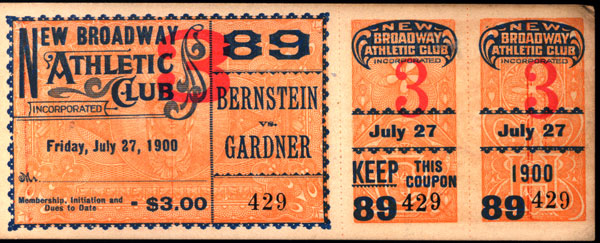 NEW BROADWAY
ATHLETIC
CLUB
INCORPORATED
3
Friday, July 27, 1900
Membership, Initiation and
Dues to Date - $3.00
89
BERNSTEIN
vs.
GARDNER
429
NEW
BROADWAY
ATHLETIC CLUB
INCORPORATED
3
July 27
KEEP THIS
COUPON
89 429
NEW
BROADWAY
ATHLETIC CLUB
INCORPORATED
3
July 27
1900
89 429